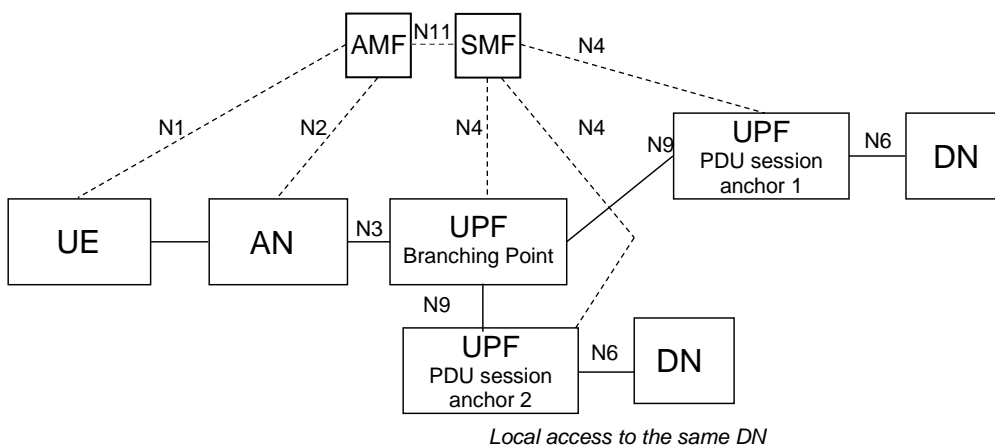 N11
AMF
SMF
N4
N1
N2
N4
N4
UPF
PDU session
anchor 1
N9
N6
DN
UE
AN
N3
UPF
Branching Point
N9
UPF
PDU session
anchor 2
N6
DN
Local access to the same DN